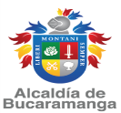 MONTANI
LIBERI SEMPER
Alcaldía de
Bucaramanga